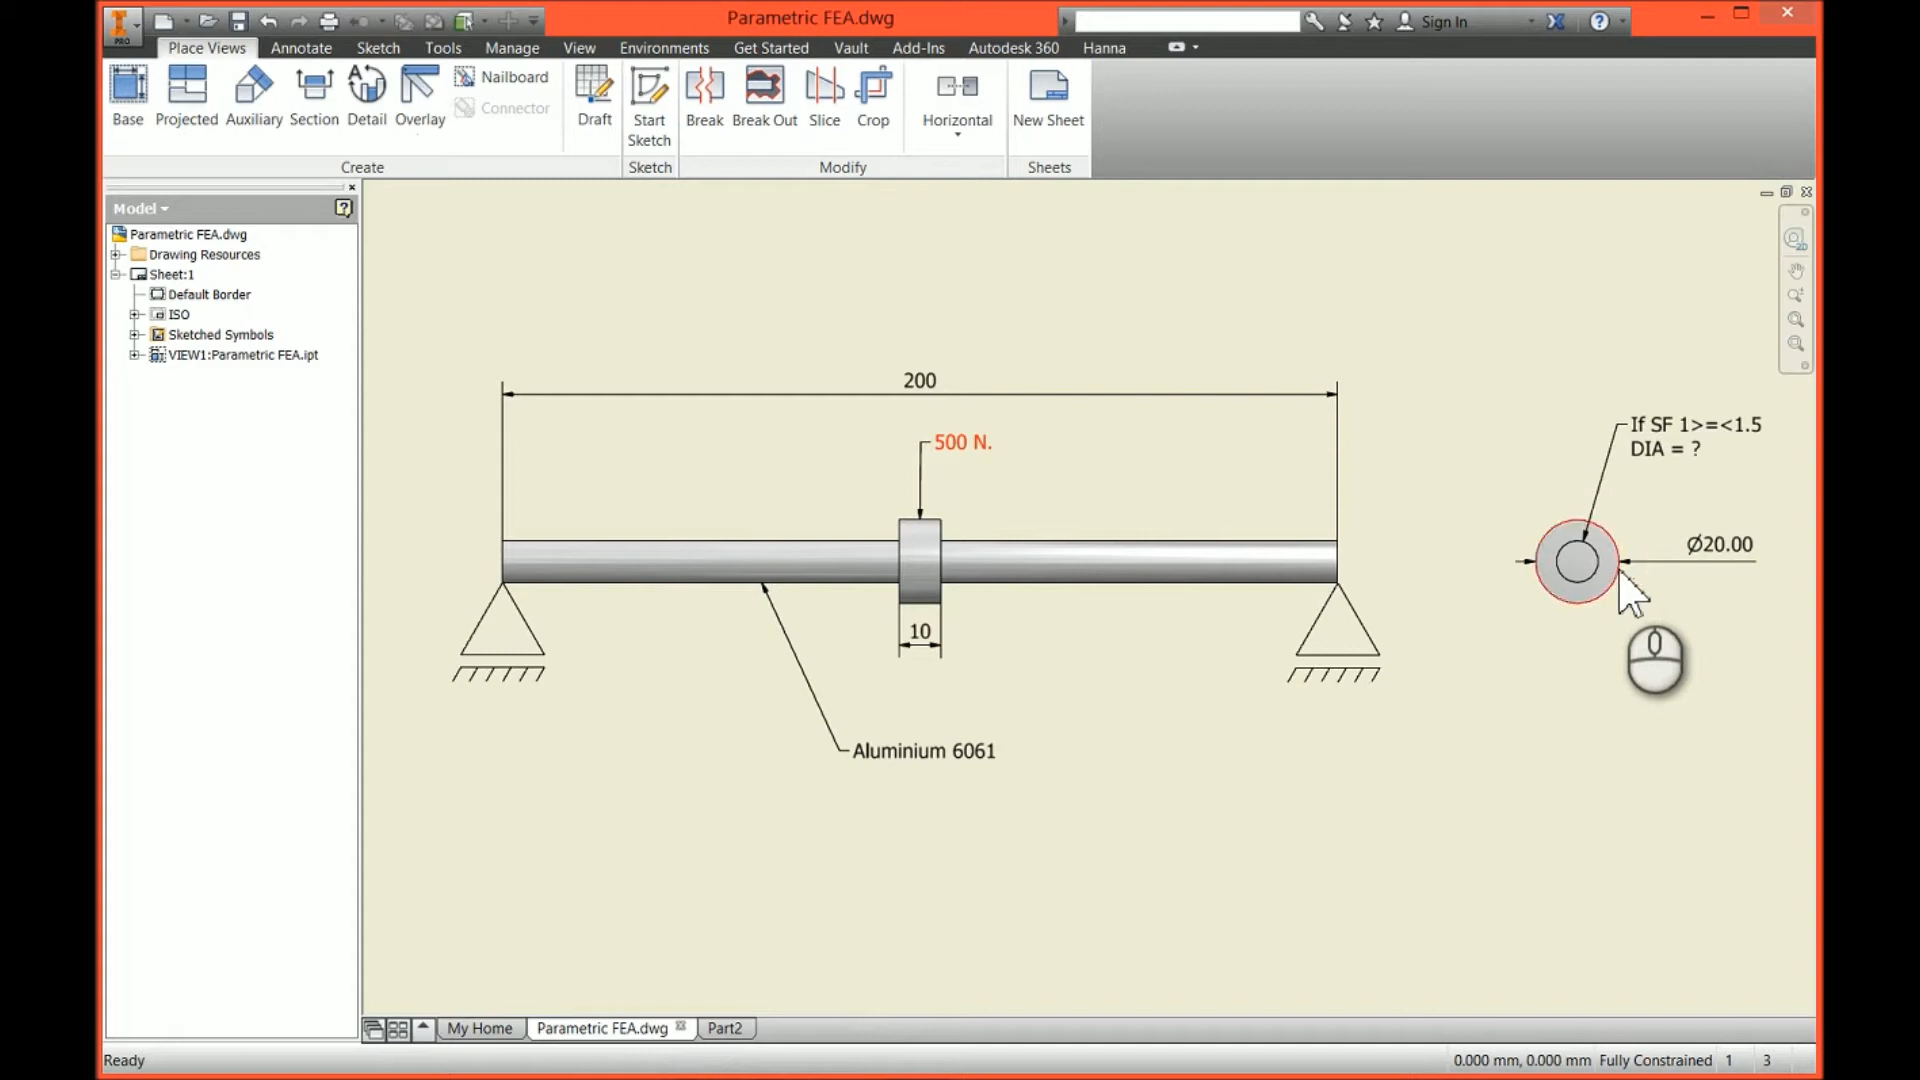 Parametric FEA.dwg
Sign In
PRO
Place Views Annotate Sketch Tools Manage View Environments Get Started Vault Add-Ins Autodesk 360 Hanna
Base
Projected
Auxiliary
Section
Detail
Overlay
Nailboard
Connector
Draft
Start
Sketch
Break
Break Out
Slice
Crop
Horizontal
New Sheet
Create
Sketch
Modify
Sheets
Model
Parametric FEA.dwg
Drawing Resources
Sheet:1
Default Border
ISO
Sketched Symbols
VIEW1:Parametric FEA.ipt
200
500 N.
If SF 1>=<1.5
DIA = ?
Ø20.00
10
Aluminium 6061
My Home
Parametric FEA.dwg
Part2
Ready
0.000 mm, 0.000 mm Fully Constrained 1 3